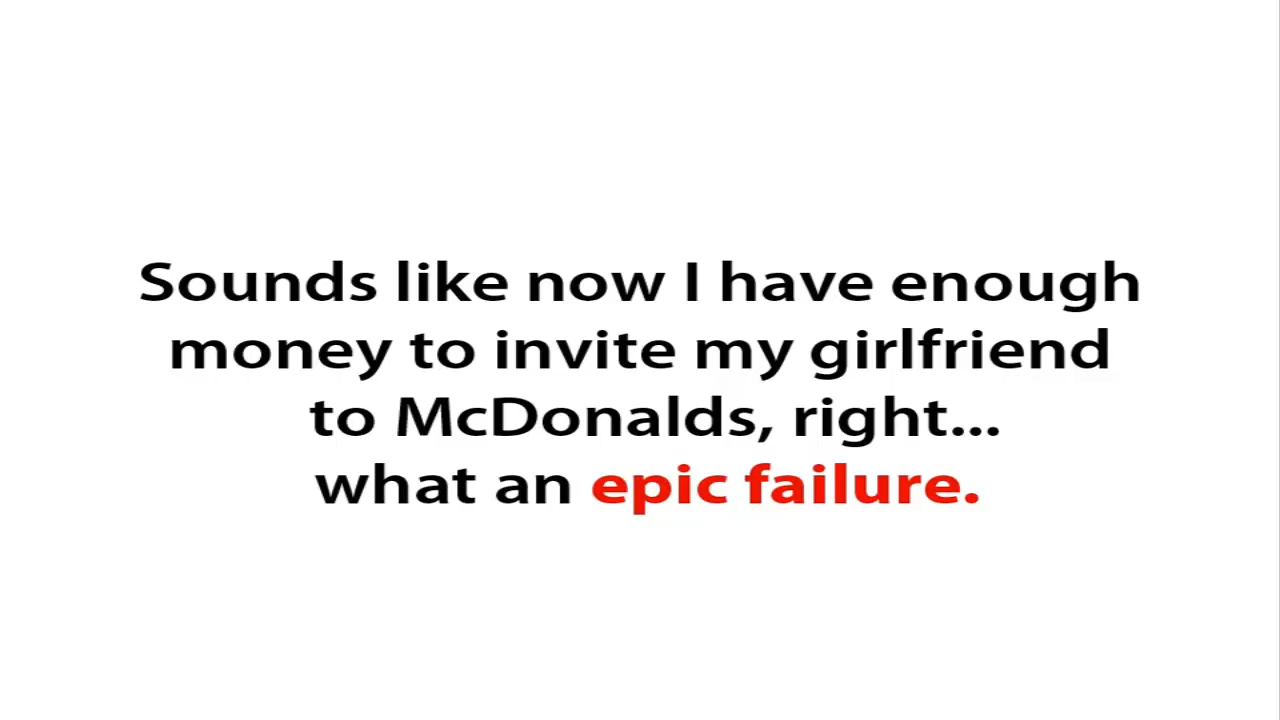 Sounds like now I have enough
money to invite my girlfriend
to McDonalds, right...
what an epic failure.